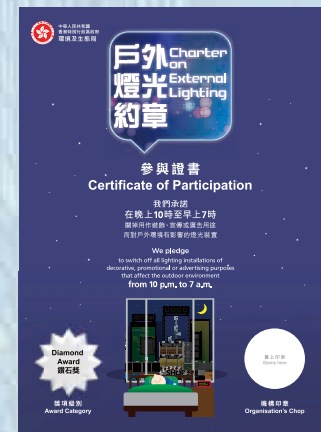 中華人民共和國
香港特別行政區政府
環境及生態局
戶外 Charter
on
燈光 External
Lighting
約章
參與證書
Certificate of Participation
我們承諾
在晚上10時至早上7時
關掉用作裝飾、宣傳或廣告用途
而對戶外環境有影響的燈光裝置
We pledge
to switch off all lighting installations of
decorative, promotional or advertising purposes
that affect the outdoor environment
from 10 p.m. to 7 a.m.
Diamond
Award
鑽石獎
SHOP
蓋上印章
獎項級別
Award Category
機構印章
Organisation's Chop